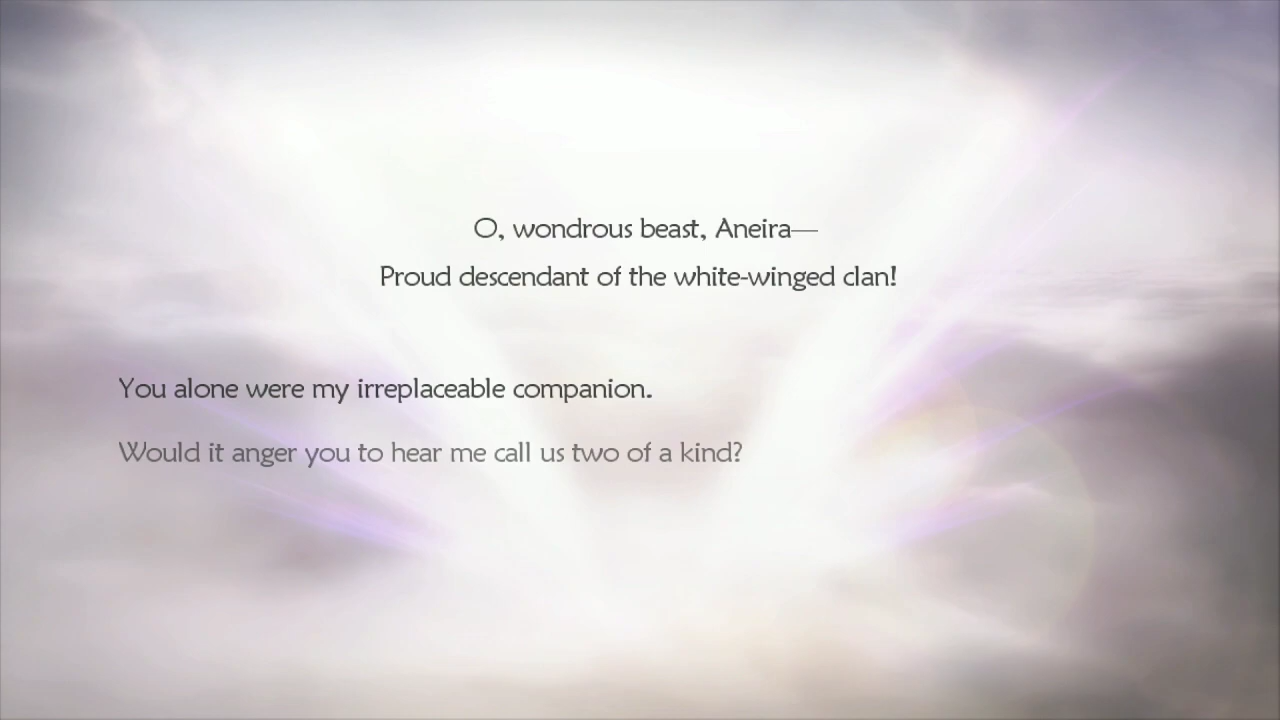 O, wondrous beast, Aneira—
Proud descendant of the white-winged clan!
You alone were my irreplaceable companion.
Would it anger you to hear me call us two of a kind?